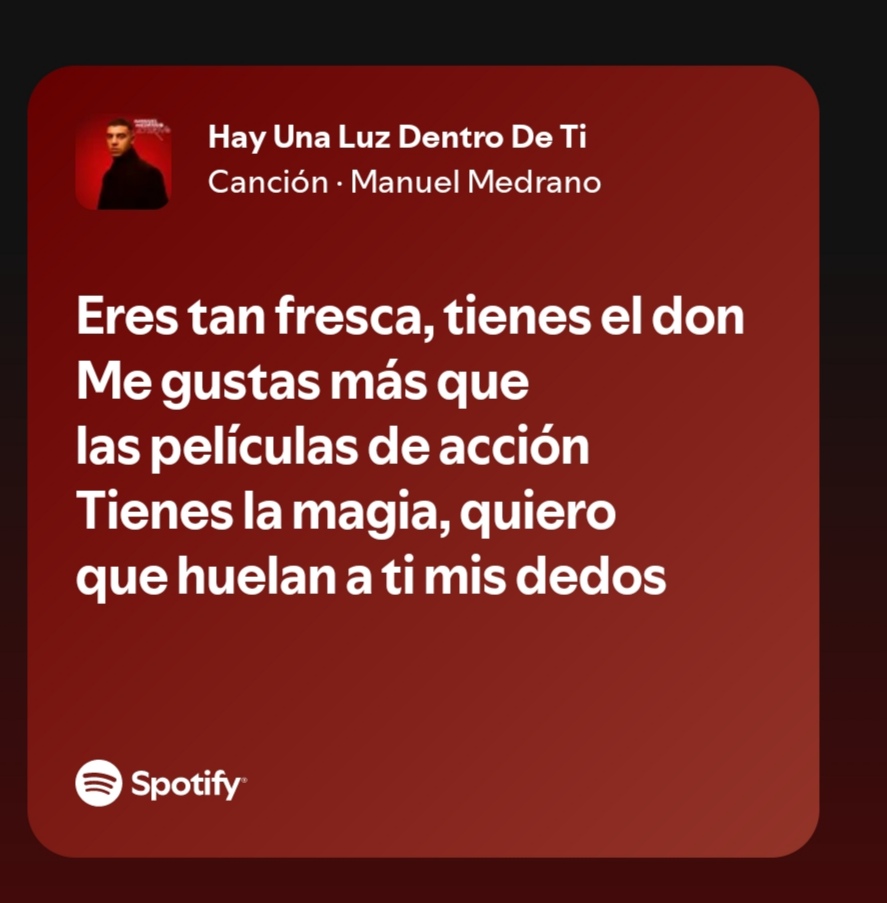 Hay Una Luz Dentro De Ti
Canción · Manuel Medrano
Eres tan fresca, tienes el don
Me gustas más que
las películas de acción
Tienes la magia, quiero
que huelan a ti mis dedos
Spotify